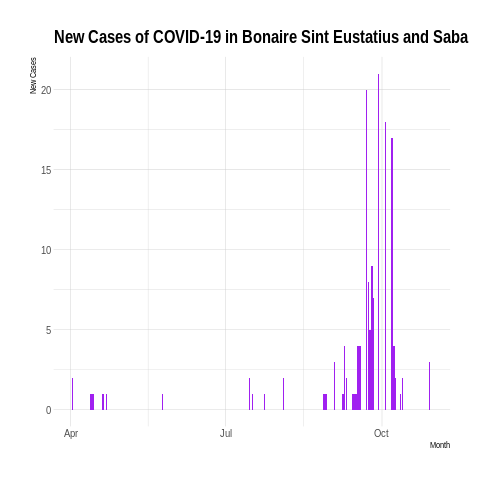 New Cases of COVID-19 in Bonaire Sint Eustatius and Saba
New Cases
20
15
10
5
0
Apr
Jul
Oct
Month